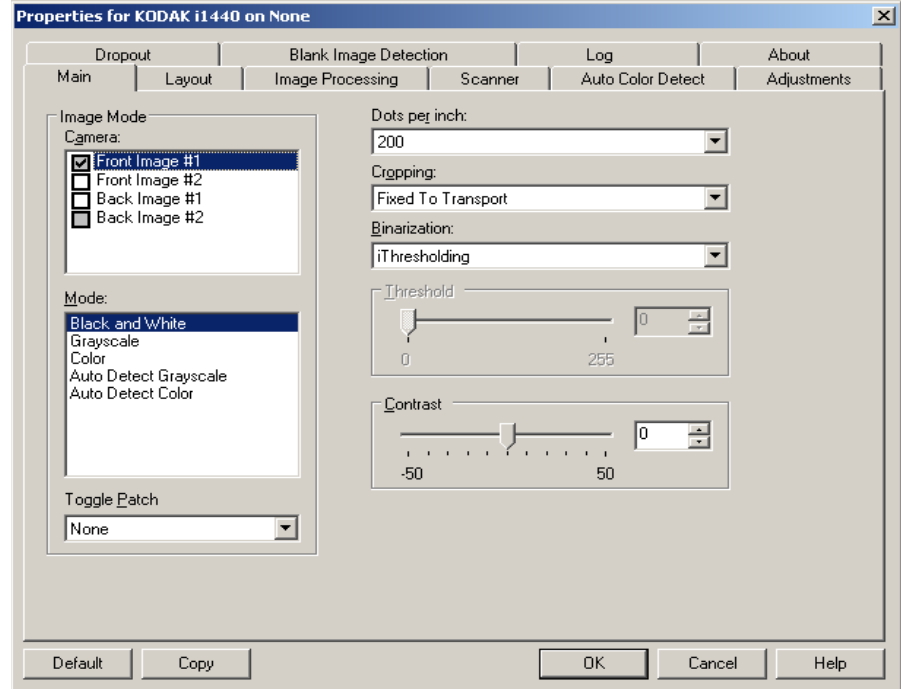 Properties for KODAK i1440 on None
Dropout
Blank Image Detection
Log
About
Main
Layout
Image Processing
Scanner
Auto Color Detect
Adjustments
Image Mode
Camera:
Front Image #1
Front Image #2
Back Image #1
Back Image #2
Mode:
Black and White
Grayscale
Color
Auto Detect Grayscale
Auto Detect Color
Toggle Patch
None
Dots per inch:
200
Cropping:
Fixed To Transport
Binarization:
iThresholding
Threshold
0
0 255
Contrast
0
-50 50
Default
Copy
OK
Cancel
Help